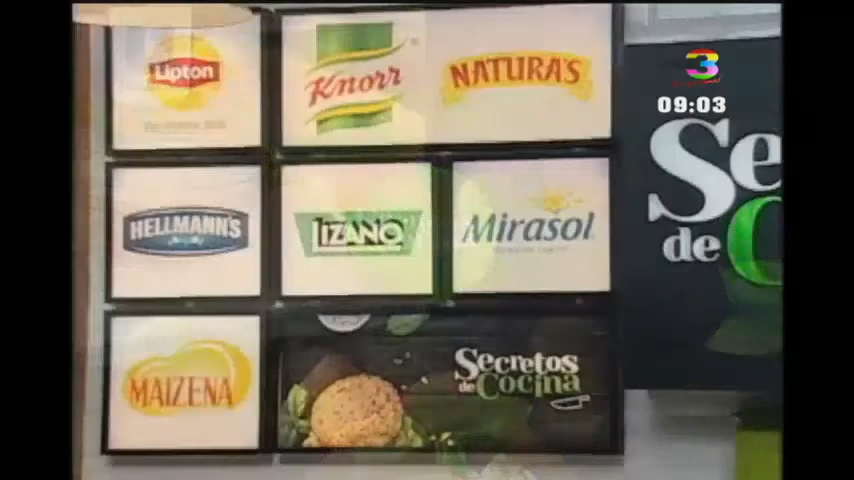 Lipton
Knorr
NATURA'S
3
09:03
HELLMANN'S
LIZANO
Mirasol
Se
de C
MAIZENA
Secretos
de Cocina